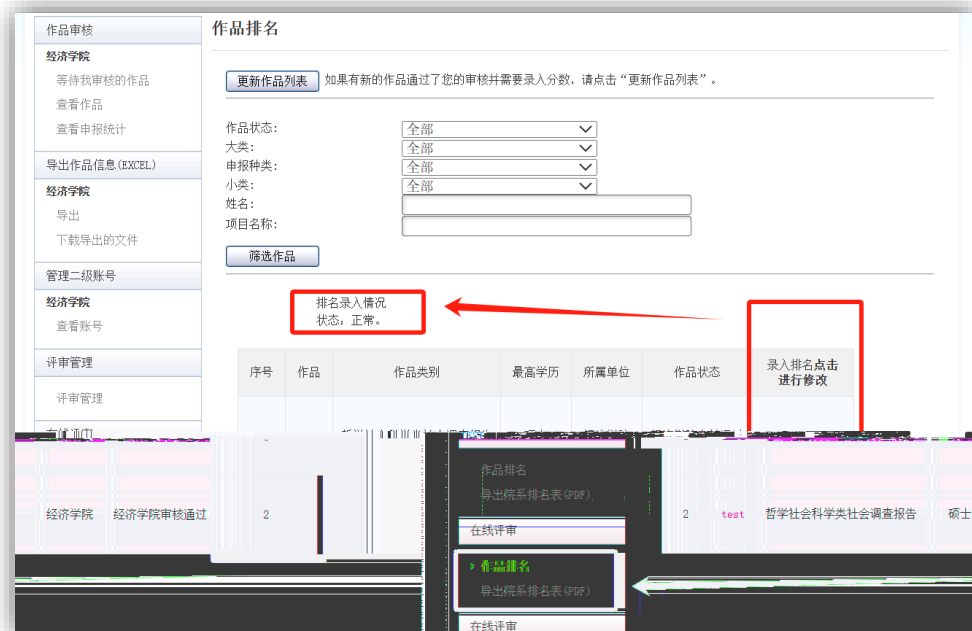 作品审核
经济学院
等待我审核的作品
查看作品
查看申报统计
导出作品信息(EXCEL)
经济学院
导出
下载导出的文件
管理二级账号
经济学院
查看账号
评审管理
评审管理
作品排名
更新作品列表 如果有新的作品通过了您的审核并需要录入分数，请点击“更新作品列表”。
作品状态: 全部
大类: 全部
申报种类: 全部
小类: 全部
姓名:
项目名称:
筛选作品
排名录入情况
状态：正常。
序号 作品 作品类别 最高学历 所属单位 作品状态 录入排名点击
进行修改
作品排名
导出院系排名表(PDF)
经济学院 经济学院审核通过 2
2 test 哲学社会科学类社会调查报告 硕士
在线评审
作品排名
导出院系排名表(PDF)
在线评审